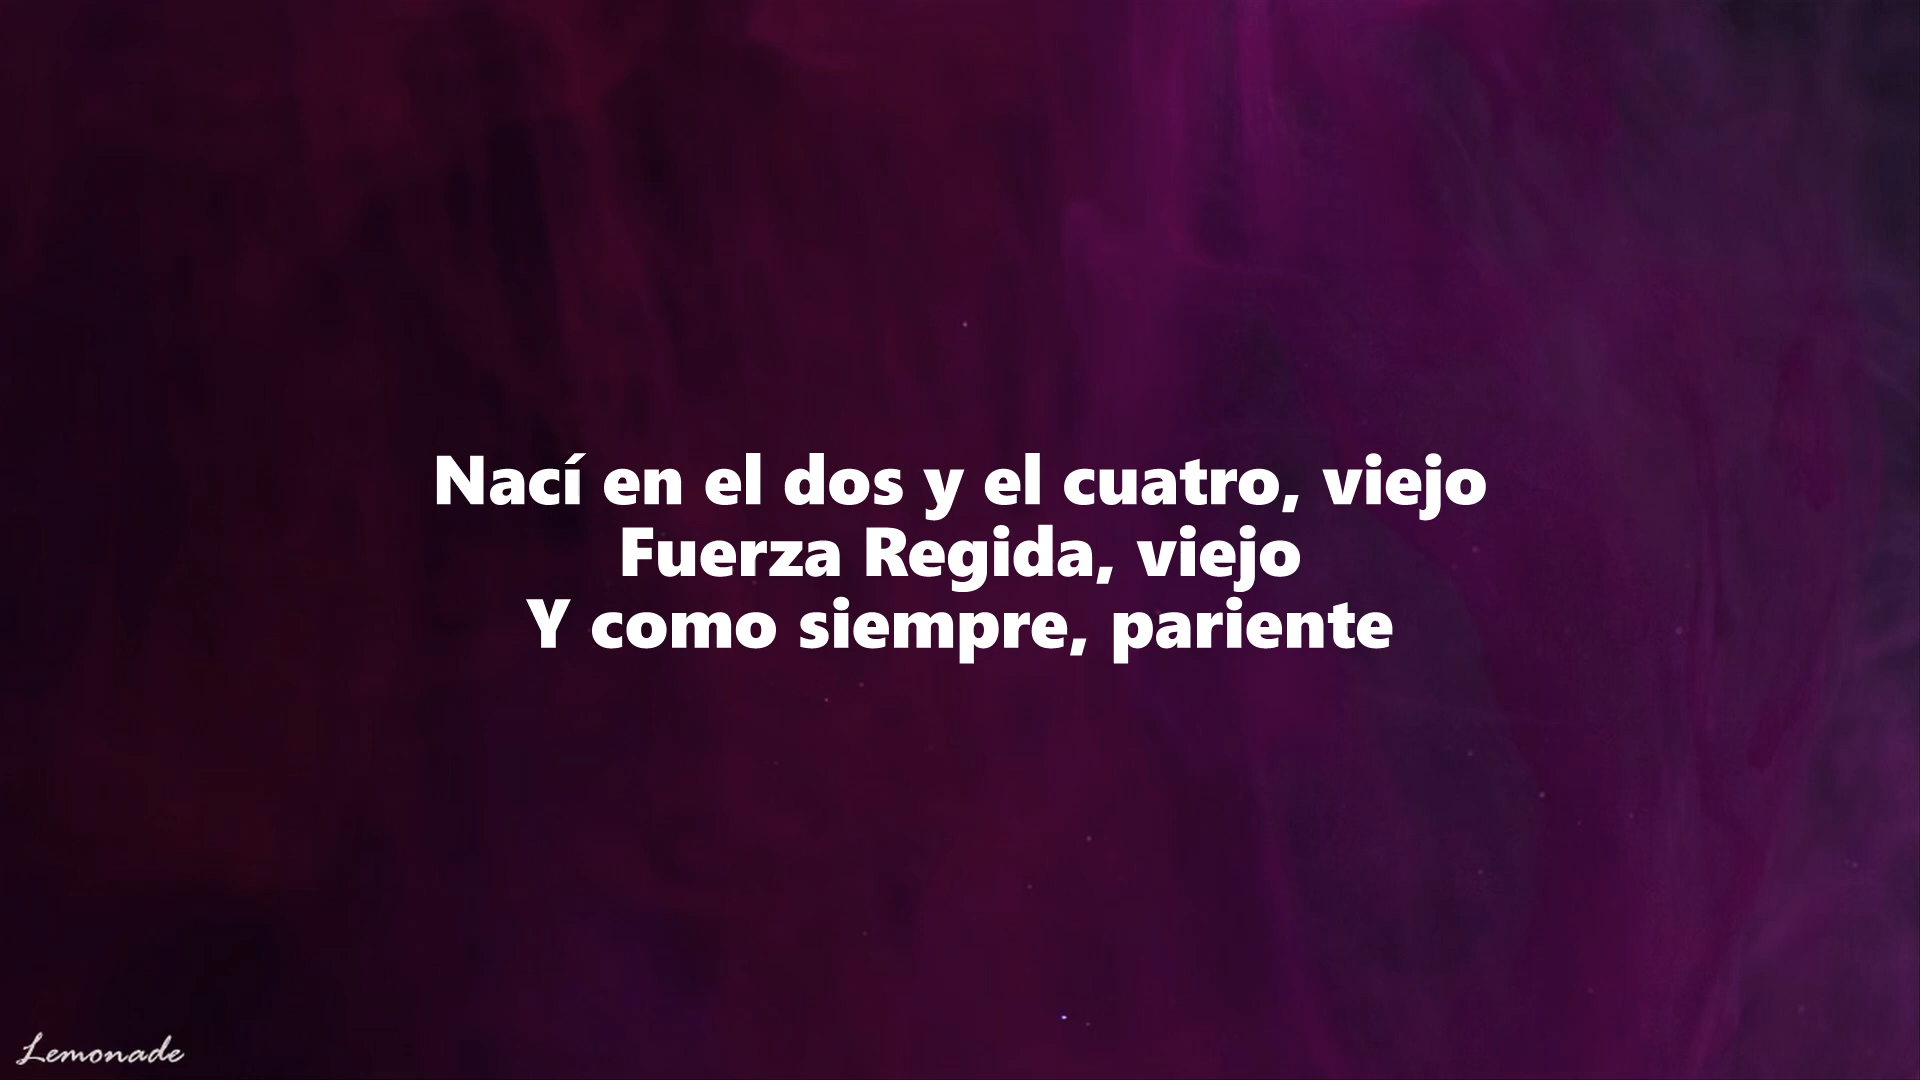 Nací en el dos y el cuatro, viejo
Fuerza Regida, viejo
Y como siempre, pariente
Lemonade